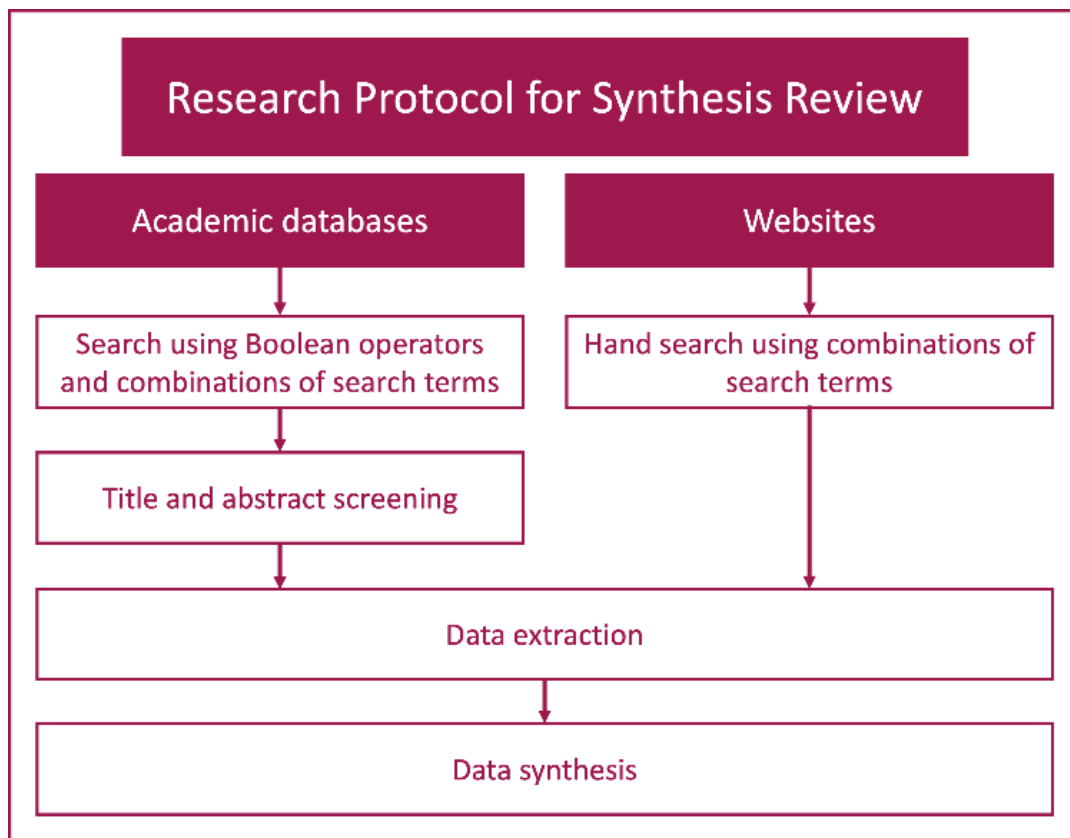 Research Protocol for Synthesis Review
Academic databases
Websites
Search using Boolean operators
and combinations of search terms
Hand search using combinations of
search terms
Title and abstract screening
Data extraction
Data synthesis